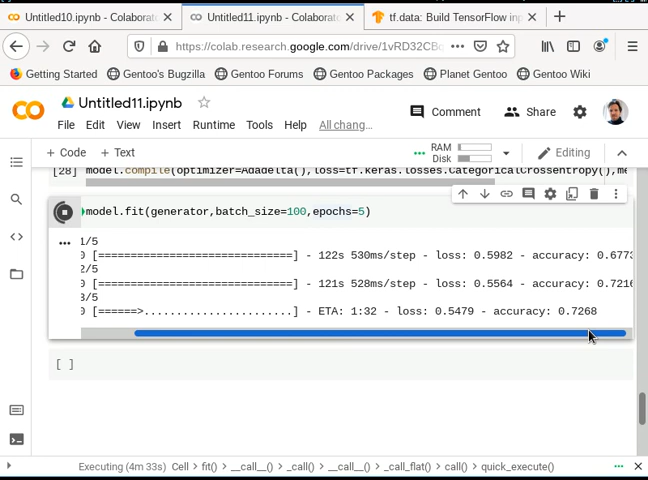 Untitled10.ipynb - Colaborat
Untitled11.ipynb - Colaborat
tf.data: Build TensorFlow inp
https://colab.research.google.com/drive/1vRD32CBc
Getting Started
Gentoo's Bugzilla
Gentoo Forums
Gentoo Packages
Planet Gentoo
Gentoo Wiki
Untitled11.ipynb
Comment
Share
File Edit View Insert Runtime Tools Help All chang...
+ Code + Text
RAM
Disk
Editing
[28] model.compile(optimizer=Adadelta(),loss=tf.keras.losses.CategoricalCrossentropy(),me
model.fit(generator,batch_size=100,epochs=5)
1/5
0 [==============================] - 122s 530ms/step - loss: 0.5982 - accuracy: 0.6773
2/5
0 [==============================] - 121s 528ms/step - loss: 0.5564 - accuracy: 0.7216
3/5
0 [======>.......................] - ETA: 1:32 - loss: 0.5479 - accuracy: 0.7268
[ ]
Executing (4m 33s) Cell > fit() > __call__() > _call() > __call__() > _call_flat() > call() > quick_execute()